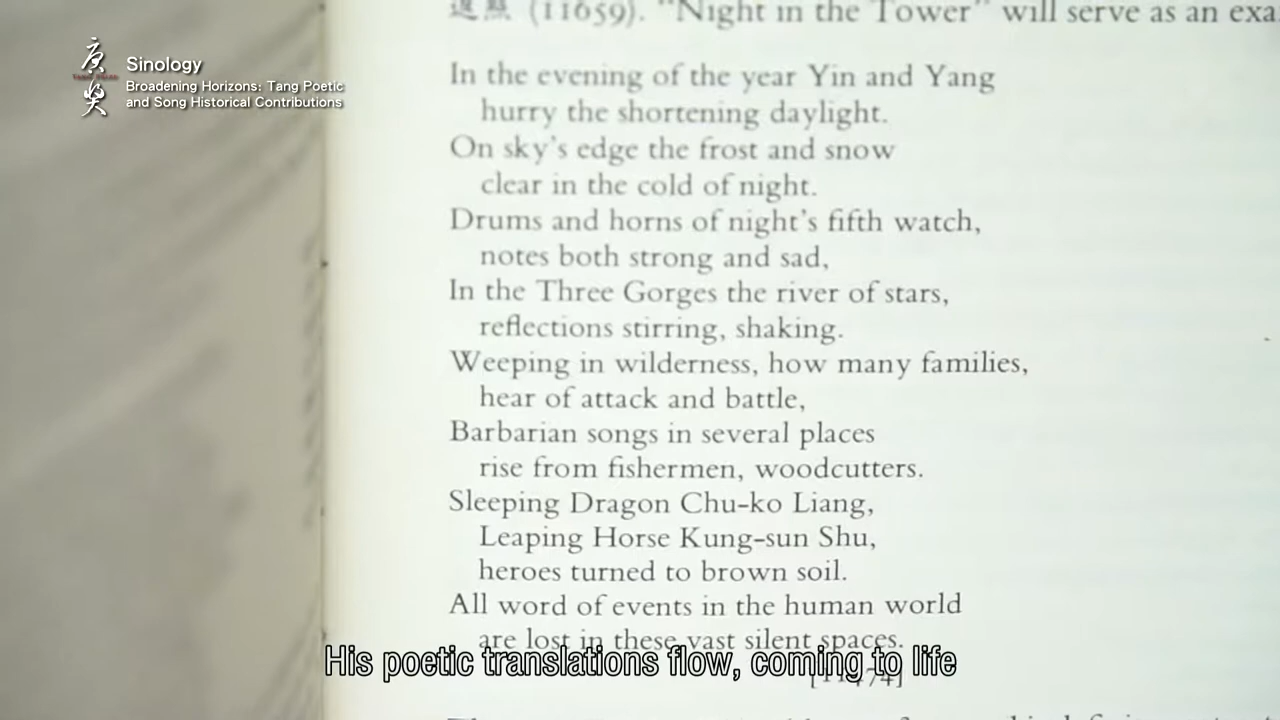 (11659). "Night in the Tower" will serve as an exa
唐
奖
TANG PRIZE
Sinology
Broadening Horizons: Tang Poetic
and Song Historical Contributions
In the evening of the year Yin and Yang
hurry the shortening daylight.
On sky's edge the frost and snow
clear in the cold of night.
Drums and horns of night's fifth watch,
notes both strong and sad,
In the Three Gorges the river of stars,
reflections stirring, shaking.
Weeping in wilderness, how many families,
hear of attack and battle,
Barbarian songs in several places
rise from fishermen, woodcutters.
Sleeping Dragon Chu-ko Liang,
Leaping Horse Kung-sun Shu,
heroes turned to brown soil.
All word of events in the human world
are lost in these vast silent spaces.
His poetic translations flow, coming to life